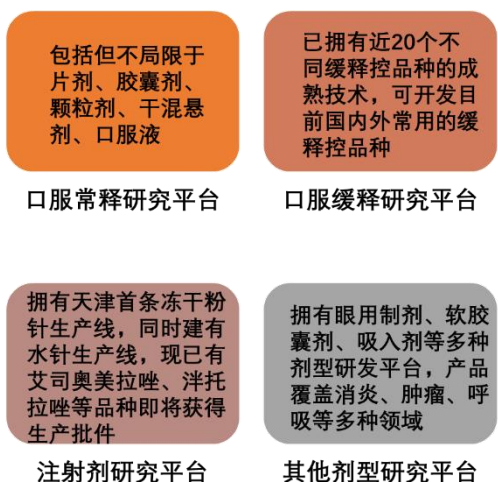 包括但不局限于
片剂、胶囊剂、
颗粒剂、干混悬
剂、口服液
口服常释研究平台
已拥有近20个不
同缓释控品种的成
熟技术，可开发目
前国内外常用的缓
释控品种
口服缓释研究平台
拥有天津首条冻干粉
针生产线，同时建有
水针生产线，现已有
艾司奥美拉唑、泮托
拉唑等品种即将获得
生产批件
注射剂研究平台
拥有眼用制剂、软胶
囊剂、吸入剂等多种
剂型研发平台，产品
覆盖消炎、肿瘤、呼
吸等多种领域
其他剂型研究平台